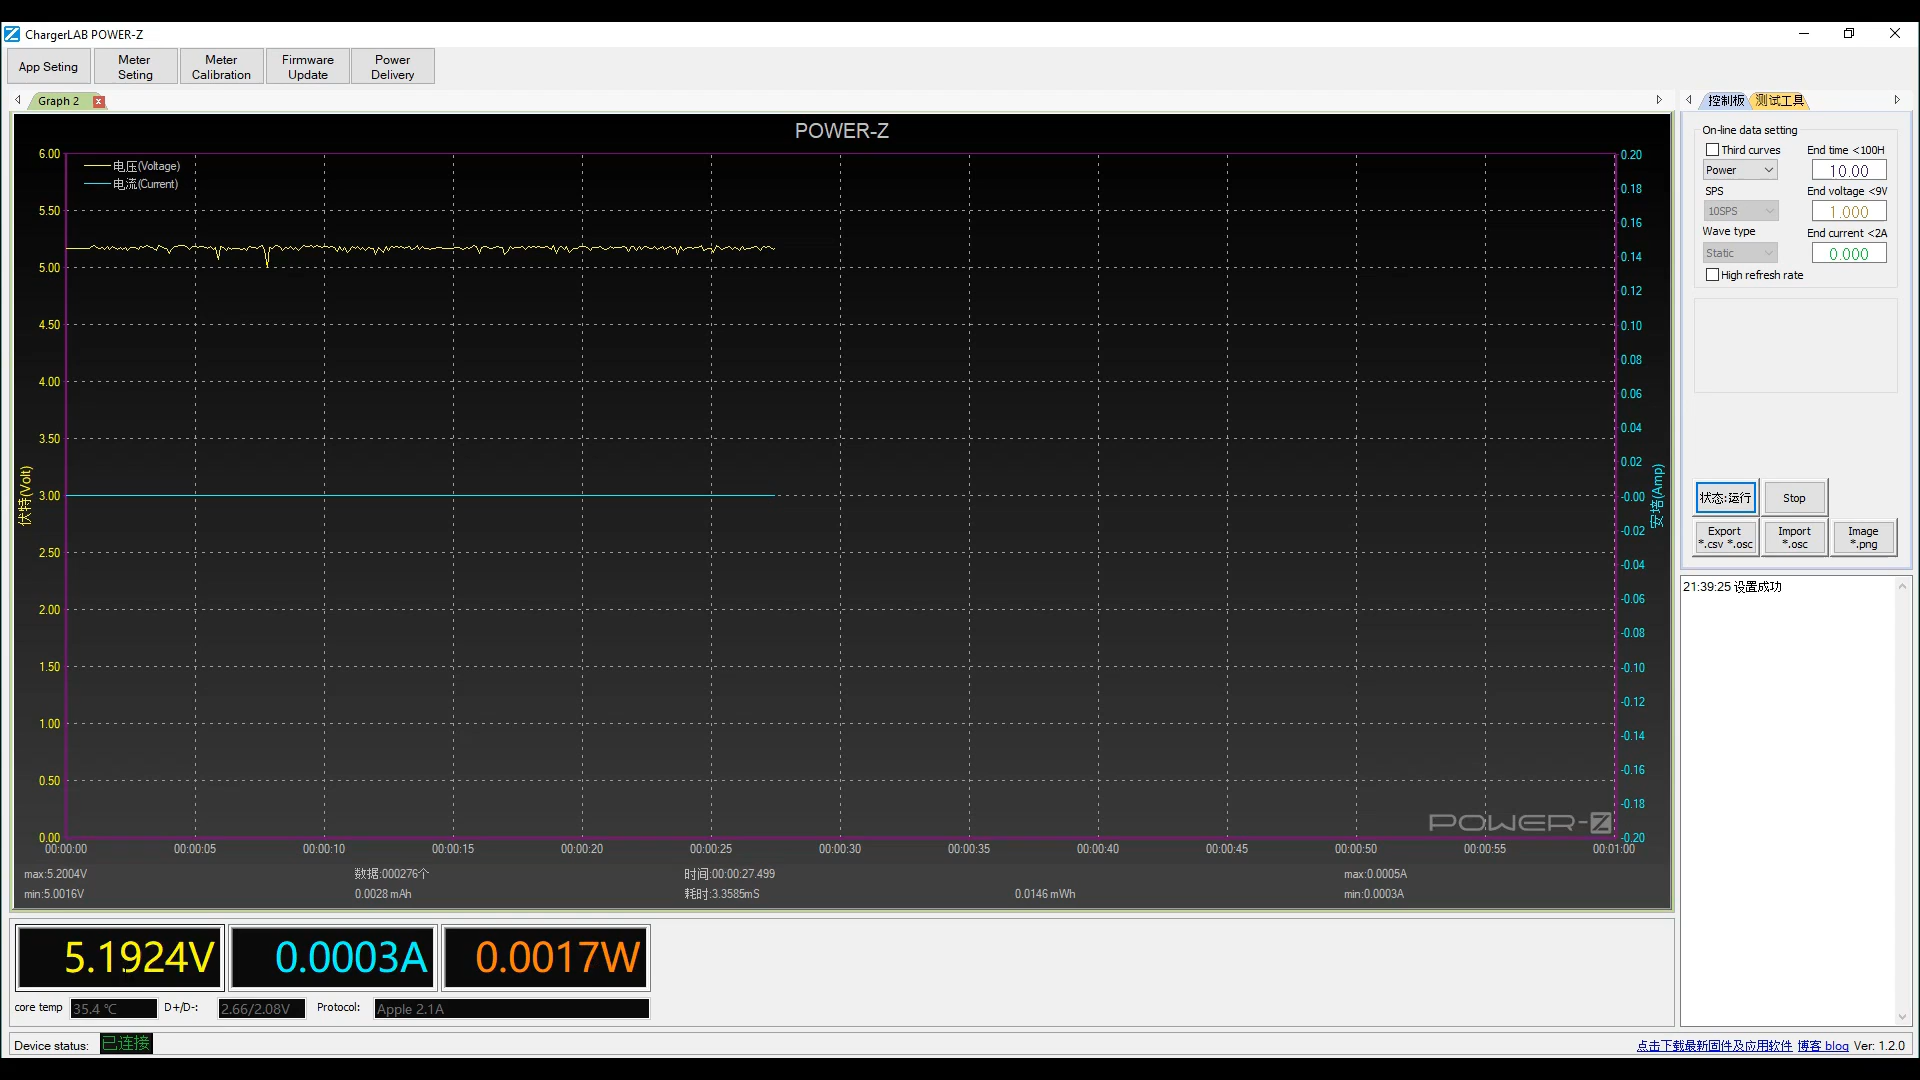 ChargerLAB POWER-Z
App Seting
Meter
Seting
Meter
Calibration
Firmware
Update
Power
Delivery
Graph 2
控制板
测试工具
POWER-Z
电压(Voltage)
电流(Current)
6.00
5.50
5.00
4.50
4.00
3.50
3.00
2.50
2.00
1.50
1.00
0.50
0.00
伏特(Volt)
0.20
0.18
0.16
0.14
0.12
0.10
0.08
0.06
0.04
0.02
-0.00
-0.02
-0.04
-0.06
-0.08
-0.10
-0.12
-0.14
-0.16
-0.18
-0.20
安培(Amp)
POWER-Z
00:00:00 00:00:05 00:00:10 00:00:15 00:00:20 00:00:25 00:00:30 00:00:35 00:00:40 00:00:45 00:00:50 00:00:55 00:01:00
max:5.2004V 数据:000276个 时间:00:00:27.499 max:0.0005A
min:5.0016V 0.0028 mAh 耗时:3.3585mS 0.0146 mWh min:0.0003A
On-line data setting
Third curves End time <100H
Power 10.00
SPS End voltage <9V
10SPS 1.000
Wave type End current <2A
Static 0.000
High refresh rate
状态:运行 Stop
Export
*.csv *.osc
Import
*.osc
Image
*.png
21:39:25 设置成功
5.1924V 0.0003A 0.0017W
core temp 35.4 ℃ D+/D-: 2.66/2.08V Protocol: Apple 2.1A
Device status: 已连接
点击下载最新固件及应用软件 博客 blog Ver: 1.2.0